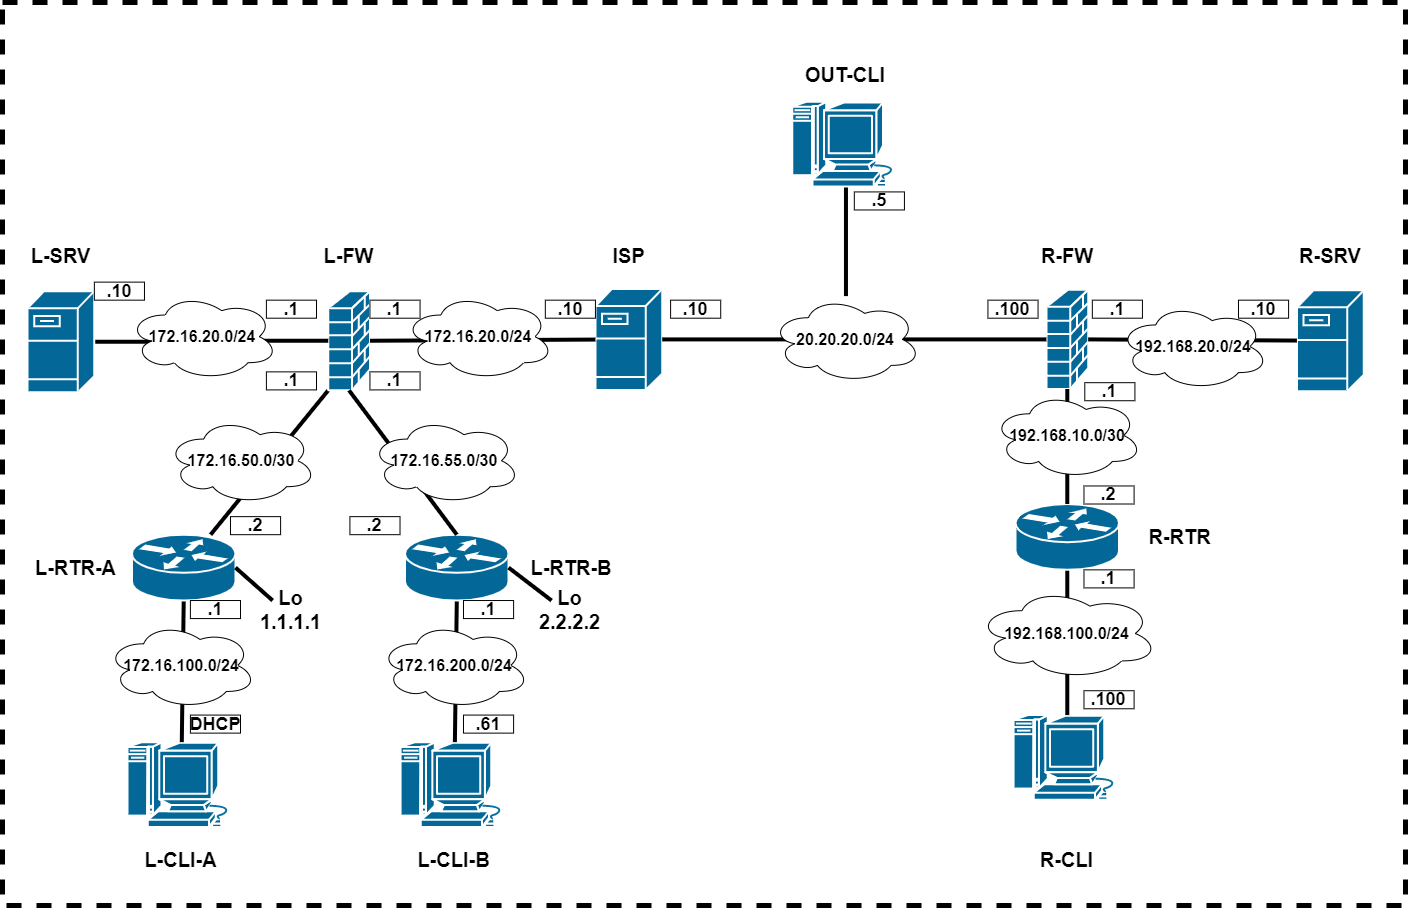 OUT-CLI
.5
L-SRV
L-FW
ISP
R-FW
R-SRV
.10
.1
.1
.10
.10
.100
.1
.10
172.16.20.0/24
172.16.20.0/24
20.20.20.0/24
192.168.20.0/24
.1
.1
.1
172.16.50.0/30
172.16.55.0/30
192.168.10.0/30
.2
.2
.2
L-RTR-A
L-RTR-B
R-RTR
Lo
1.1.1.1
Lo
2.2.2.2
.1
.1
.1
172.16.100.0/24
172.16.200.0/24
192.168.100.0/24
DHCP
.61
.100
L-CLI-A
L-CLI-B
R-CLI